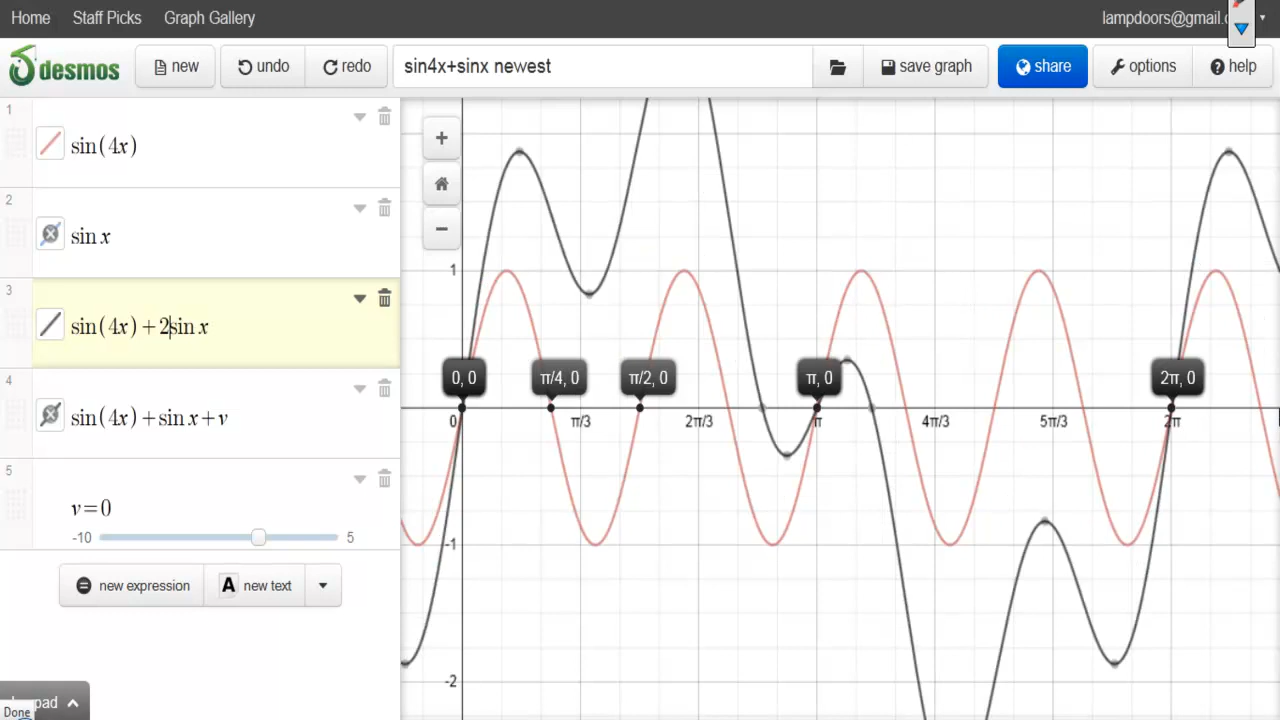 Home Staff Picks Graph Gallery lampdoors@gmail.c
desmos new undo redo sin4x+sinx newest save graph share options help
1
sin(4x)
2
sin x
3
sin(4x)+2sin x
4
sin(4x)+sin x+v
5
v=0
-10 5
new expression A new text
pad
Done
1
0, 0 π/4, 0 π/2, 0 π, 0 2π, 0
0 π/3 2π/3 π 4π/3 5π/3 2π
-1
-2